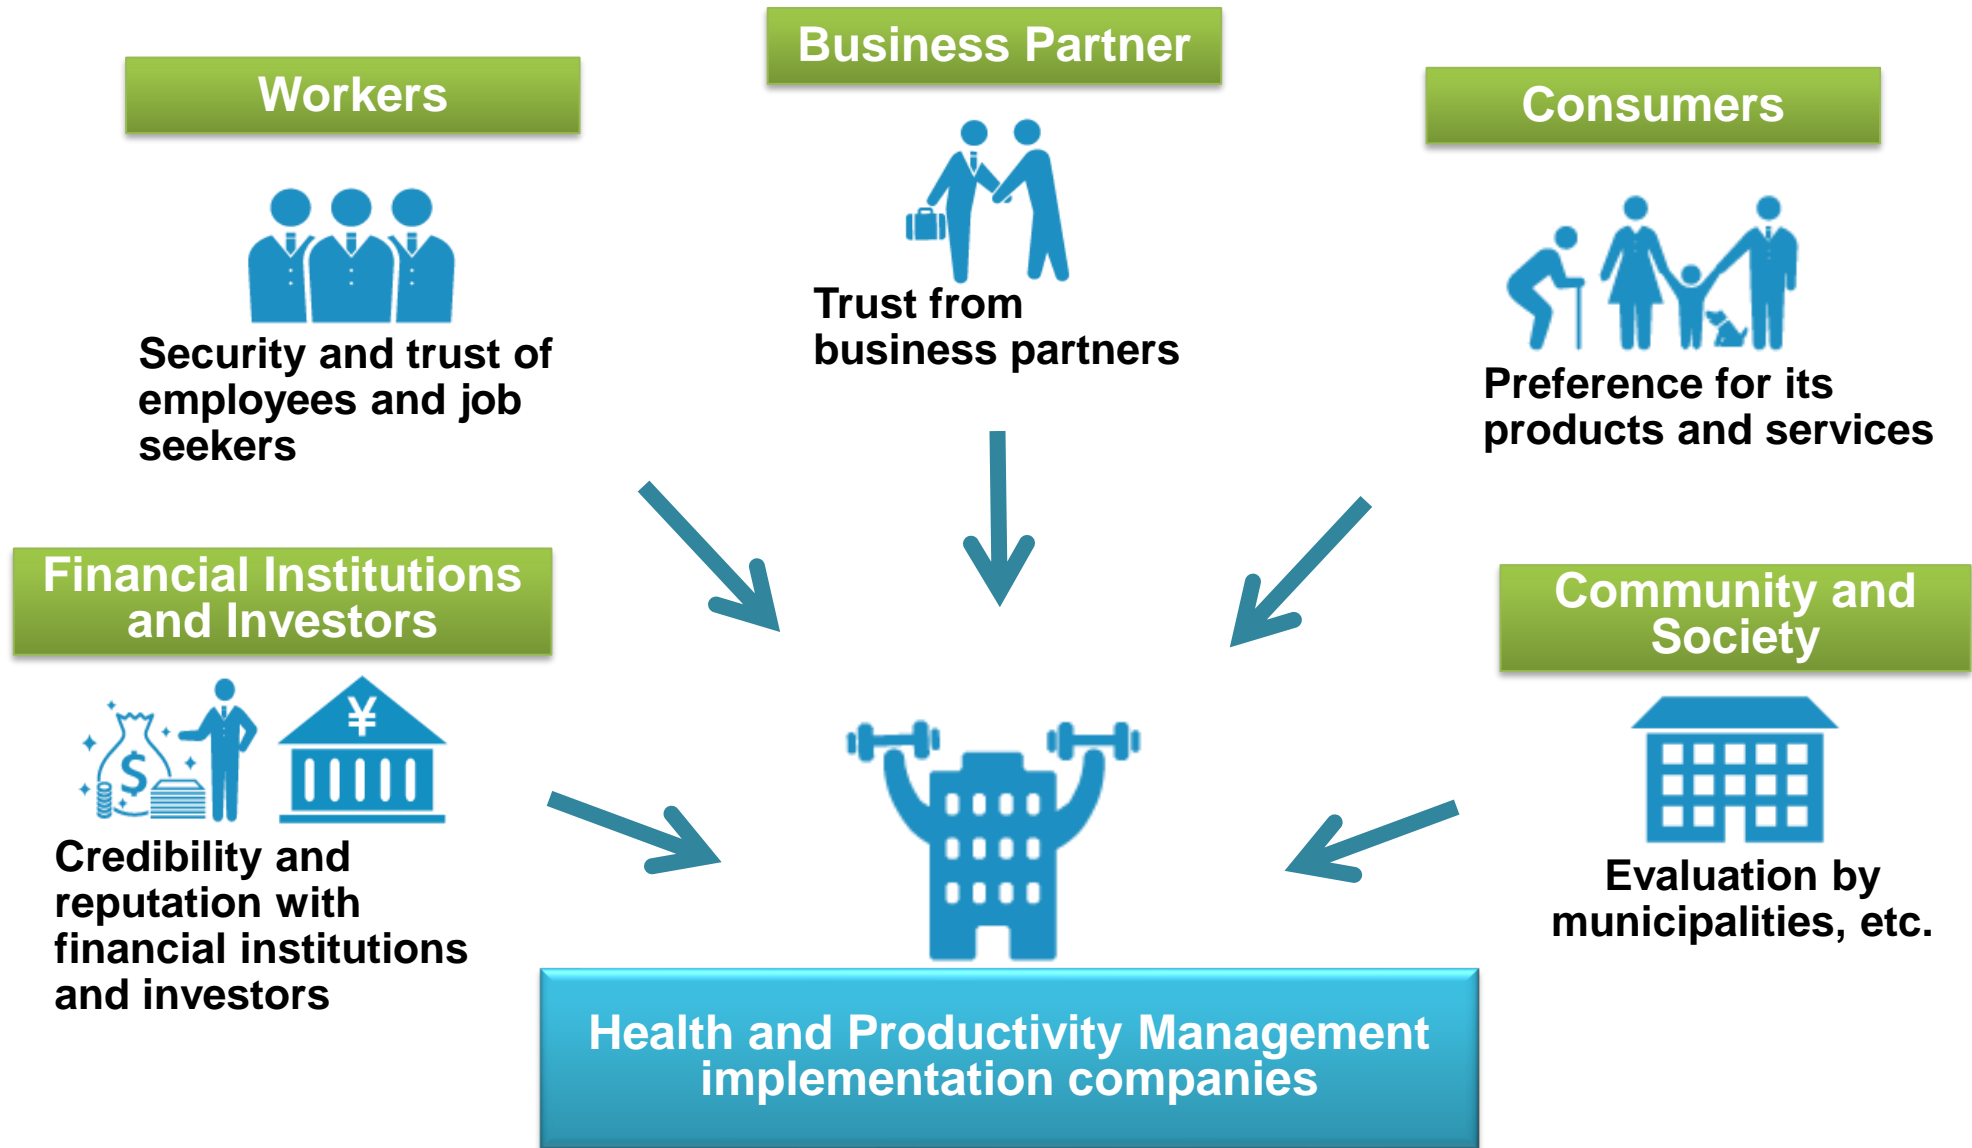 Business Partner
Workers
Consumers
Trust from
business partners
Security and trust of
employees and job
seekers
Preference for its
products and services
Financial Institutions
and Investors
Community and
Society
¥
$
Credibility and
reputation with
financial institutions
and investors
Evaluation by
municipalities, etc.
Health and Productivity Management
implementation companies